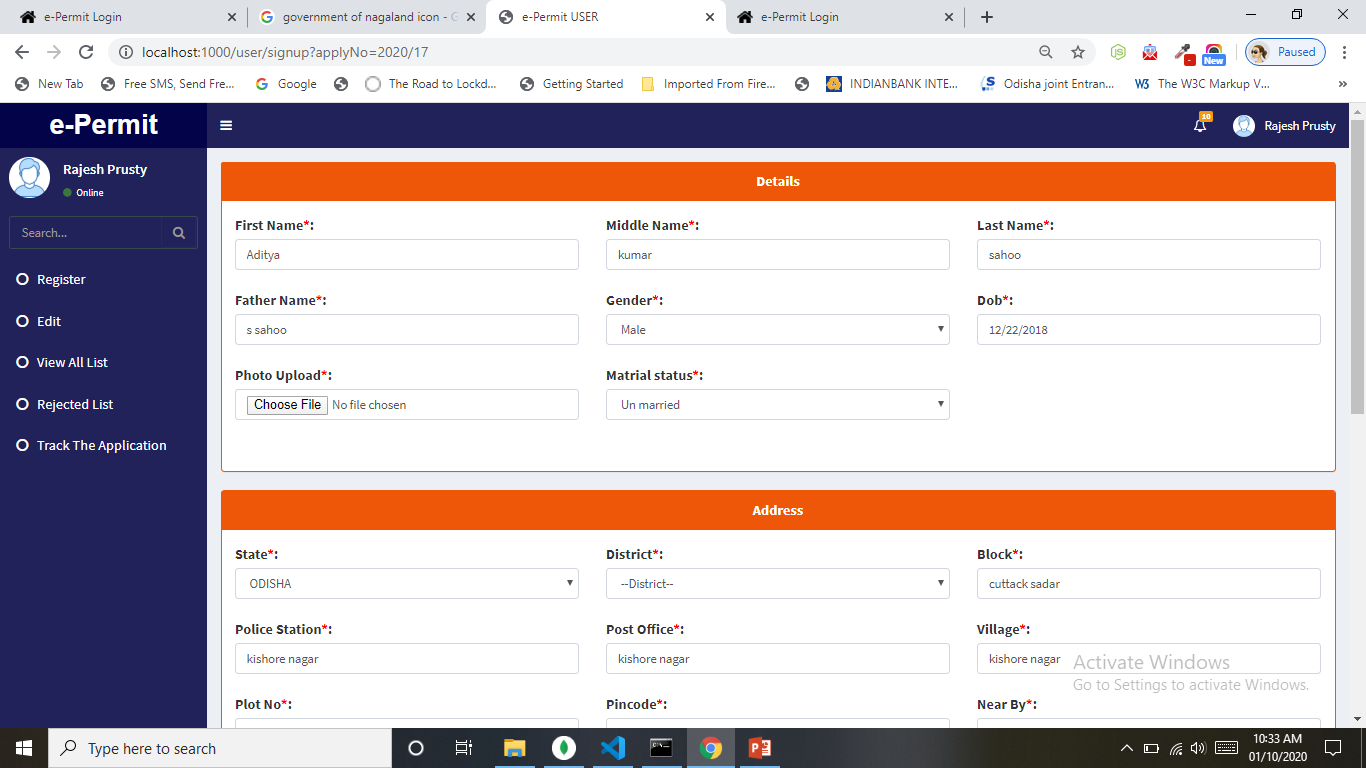 e-Permit Login
government of nagaland icon - G
e-Permit USER
e-Permit Login
localhost:1000/user/signup?applyNo=2020/17
New
Paused
New Tab
Free SMS, Send Fre...
Google
The Road to Lockd...
Getting Started
Imported From Fire...
INDIANBANK INTE...
Odisha joint Entran...
The W3C Markup V...
e-Permit
10
Rajesh Prusty
Rajesh Prusty
Online
Search...
Register
Edit
View All List
Rejected List
Track The Application
Details
First Name*:
Middle Name*:
Last Name*:
Aditya
kumar
sahoo
Father Name*:
Gender*:
Dob*:
s sahoo
Male
12/22/2018
Photo Upload*:
Matrial status*:
Choose File No file chosen
Un married
Address
State*:
District*:
Block*:
ODISHA
--District--
cuttack sadar
Police Station*:
Post Office*:
Village*:
kishore nagar
kishore nagar
kishore nagar
Activate Windows
Go to Settings to activate Windows.
Plot No*:
Pincode*:
Near By*:
Type here to search
10:33 AM
01/10/2020